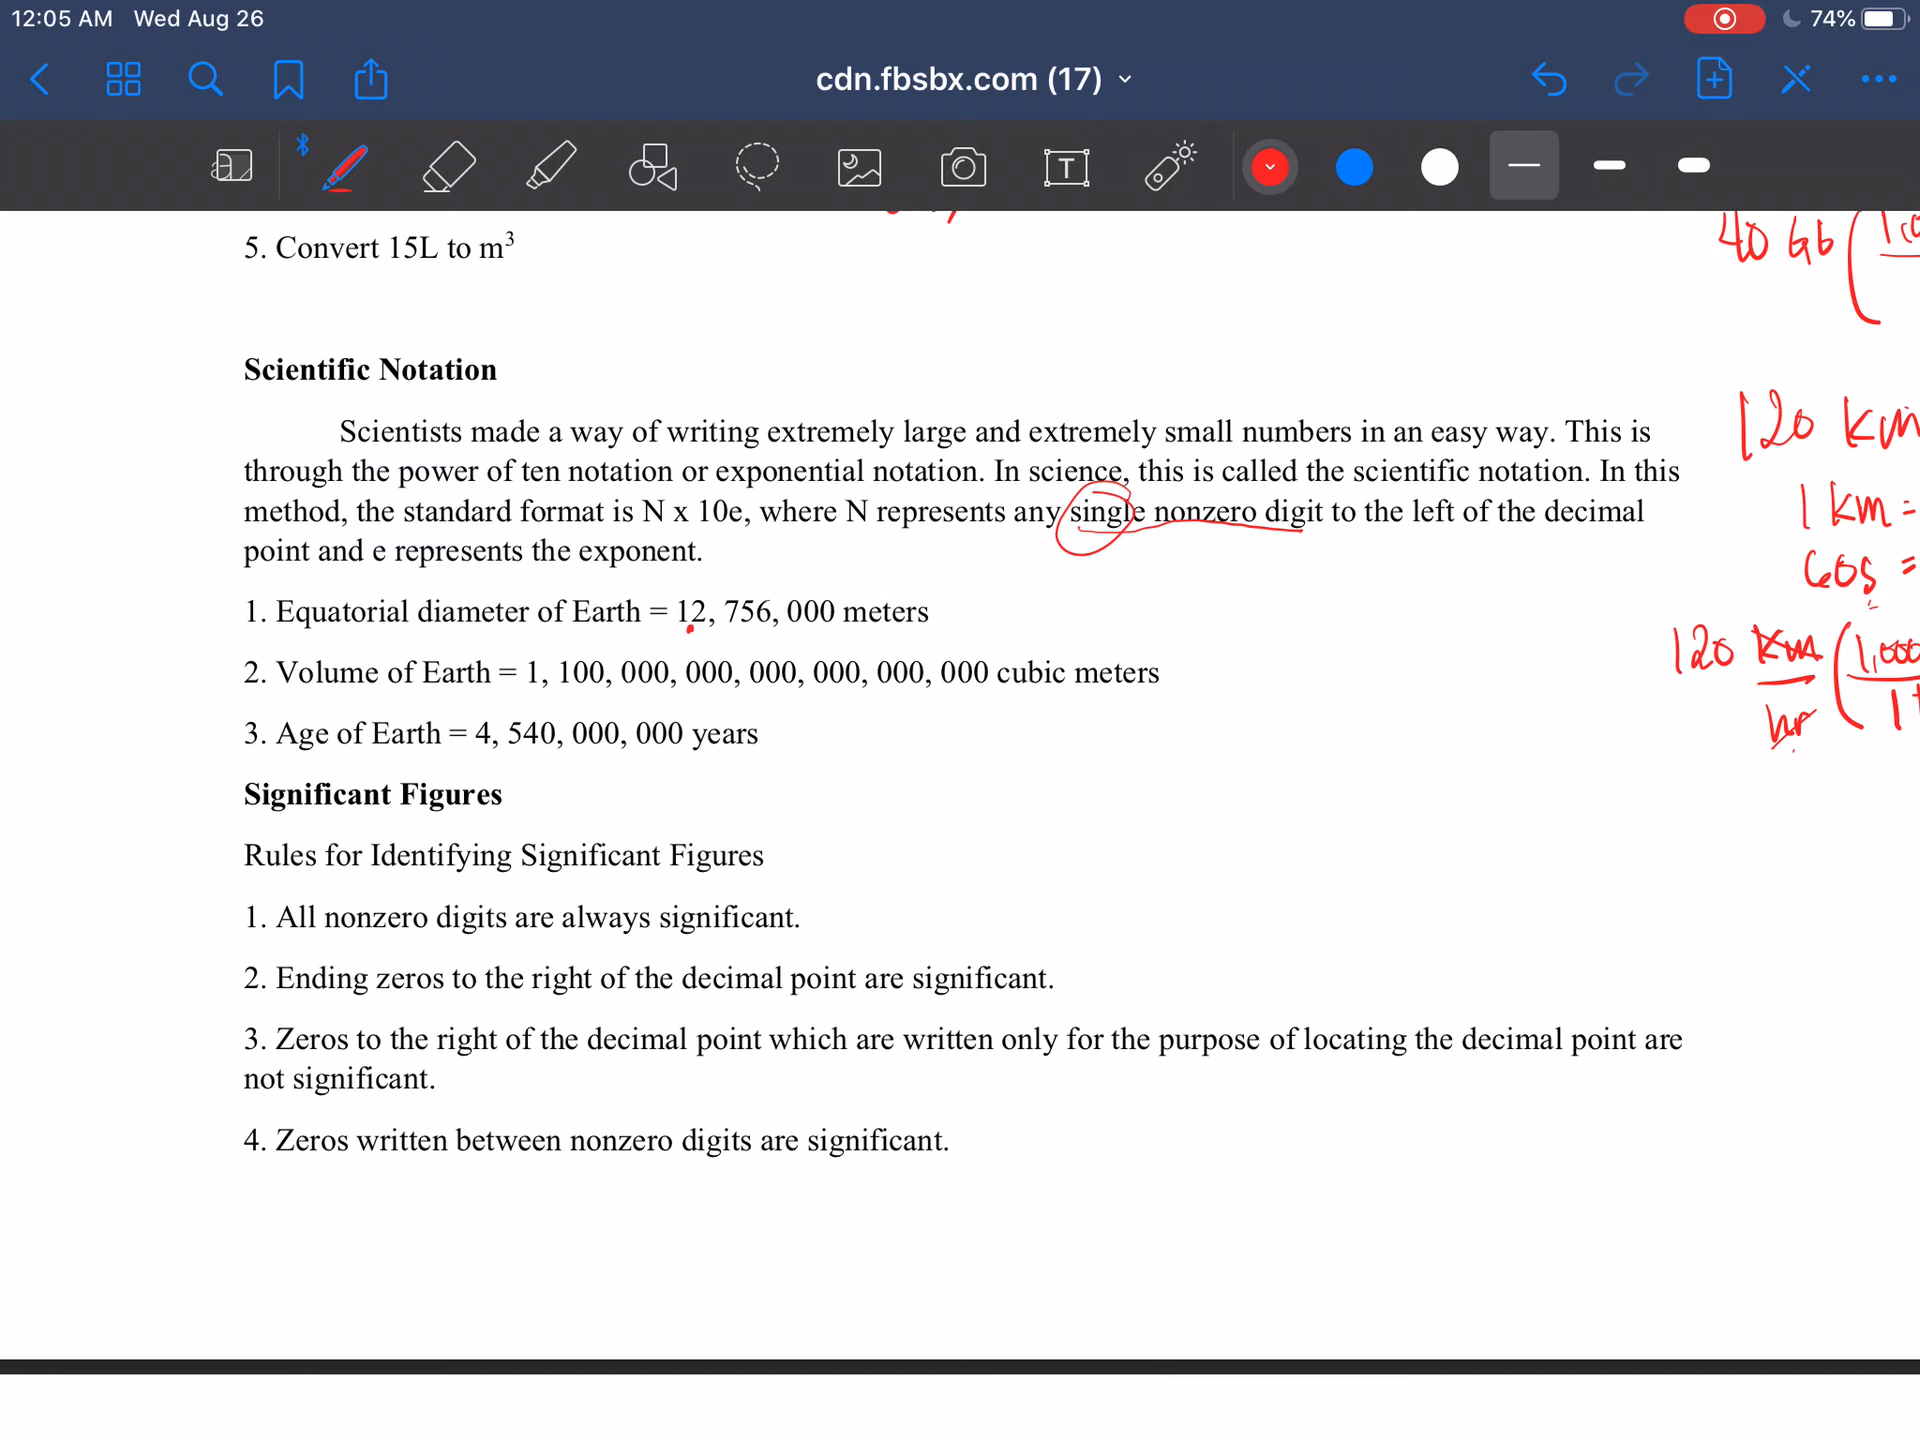 12:05 AM Wed Aug 26
74%
cdn.fbsbx.com (17)
5. Convert 15L to m³
40 Gb
Scientific Notation
Scientists made a way of writing extremely large and extremely small numbers in an easy way. This is
through the power of ten notation or exponential notation. In science, this is called the scientific notation. In this
method, the standard format is N x 10e, where N represents any single nonzero digit to the left of the decimal
point and e represents the exponent.
120 km
1 km =
60s =
1. Equatorial diameter of Earth = 12, 756, 000 meters
120 km (1,000
hr 1
2. Volume of Earth = 1, 100, 000, 000, 000, 000, 000, 000 cubic meters
3. Age of Earth = 4, 540, 000, 000 years
Significant Figures
Rules for Identifying Significant Figures
1. All nonzero digits are always significant.
2. Ending zeros to the right of the decimal point are significant.
3. Zeros to the right of the decimal point which are written only for the purpose of locating the decimal point are
not significant.
4. Zeros written between nonzero digits are significant.